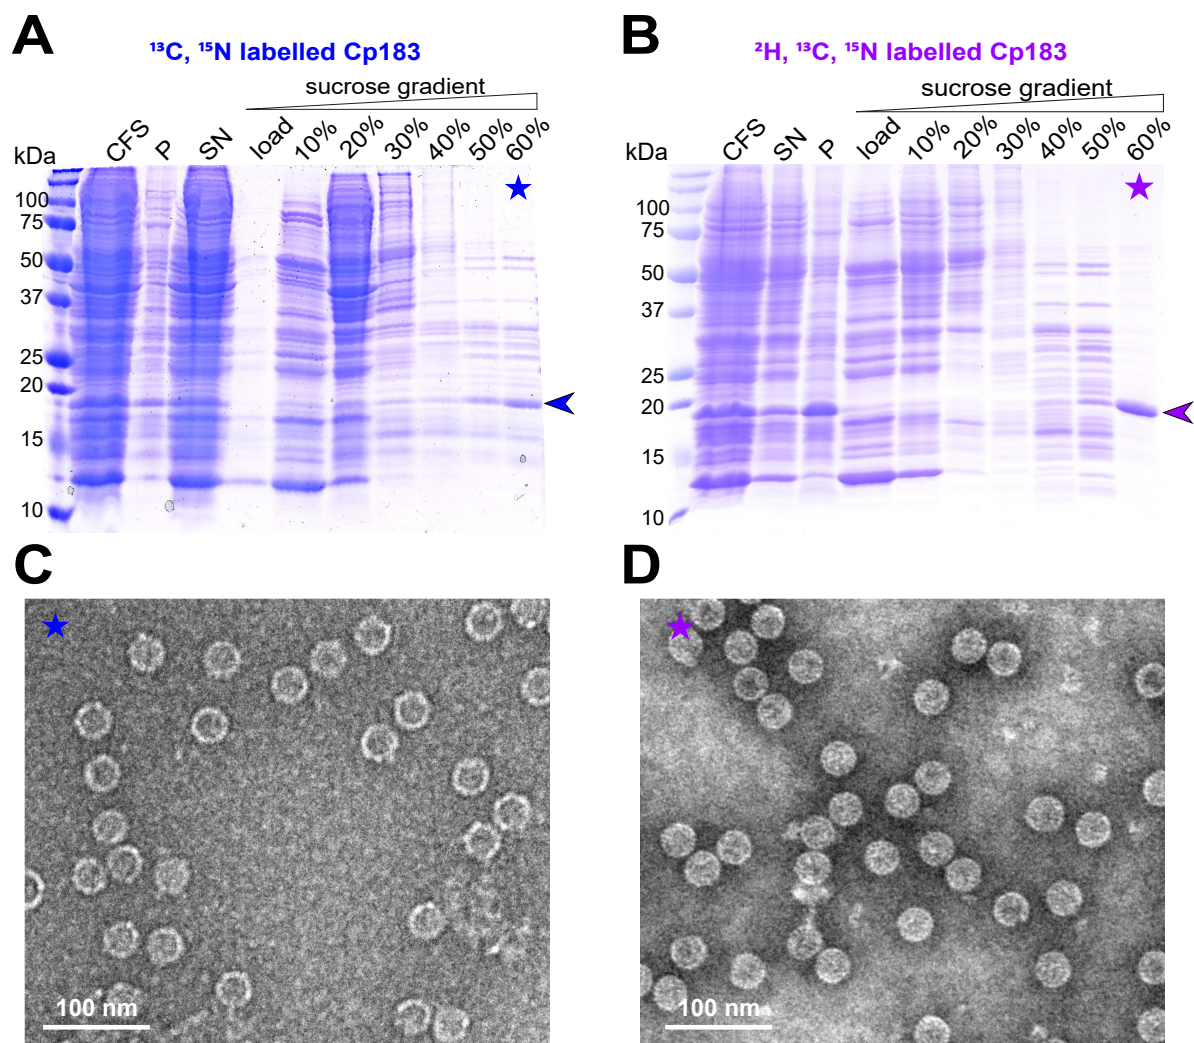 A
¹³C, ¹⁵N labelled Cp183
sucrose gradient
kDa
CFS
P
SN
load
10%
20%
30%
40%
50%
60%
100
75
50
37
25
20
15
10
B
²H, ¹³C, ¹⁵N labelled Cp183
sucrose gradient
kDa
CFS
SN
P
load
10%
20%
30%
40%
50%
60%
100
75
50
37
25
20
15
10
C
100 nm
D
100 nm